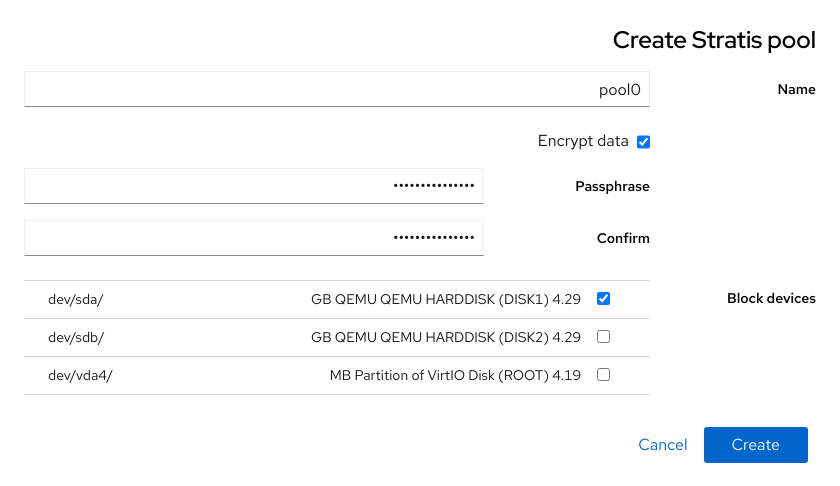 Create Stratis pool
Name
pool0
Encrypt data
Passphrase
•••••••••••••••
Confirm
•••••••••••••••
Block devices
GB QEMU QEMU HARDDISK (DISK1) 4.29
dev/sda/
GB QEMU QEMU HARDDISK (DISK2) 4.29
dev/sdb/
MB Partition of VirtIO Disk (ROOT) 4.19
dev/vda4/
Create
Cancel